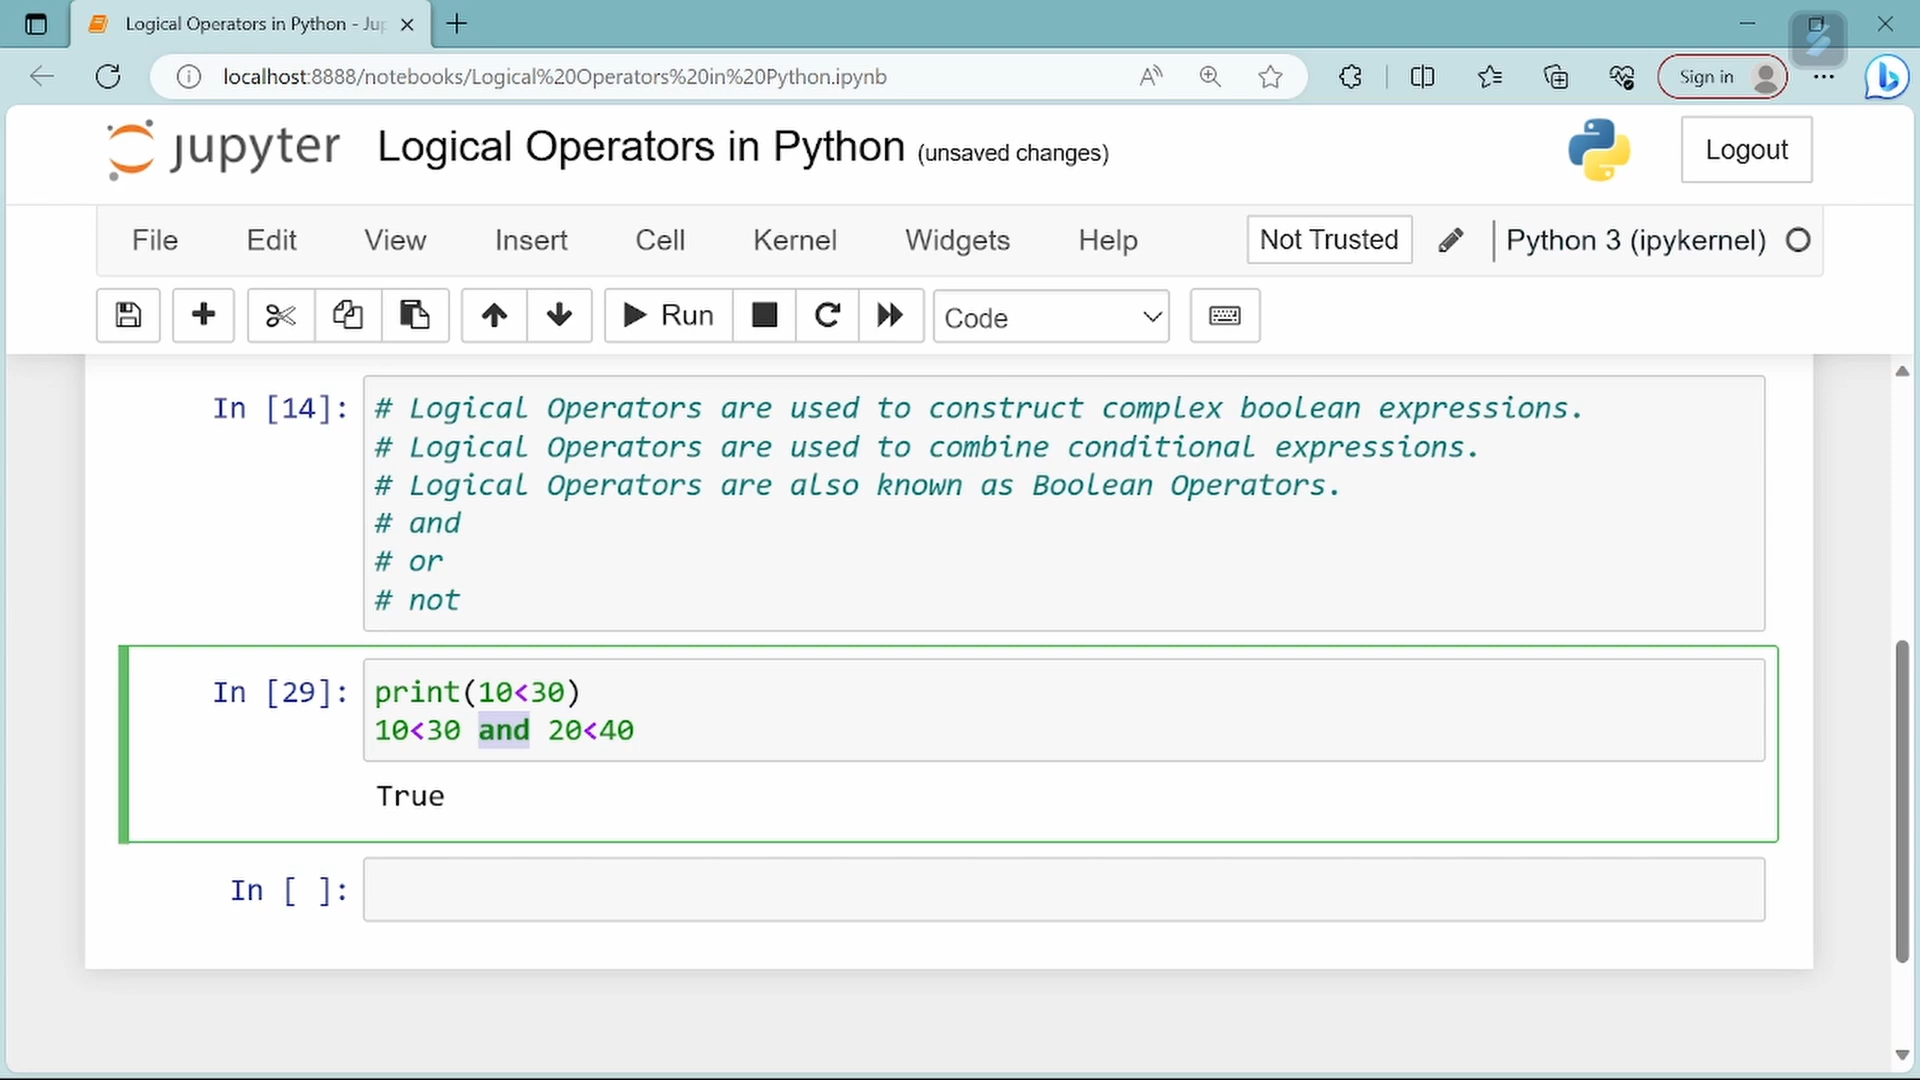 Logical Operators in Python - Jup
localhost:8888/notebooks/Logical%20Operators%20in%20Python.ipynb
Sign in
jupyter Logical Operators in Python (unsaved changes)
Logout
File Edit View Insert Cell Kernel Widgets Help Not Trusted Python 3 (ipykernel)
Run Code
In [14]: # Logical Operators are used to construct complex boolean expressions.
# Logical Operators are used to combine conditional expressions.
# Logical Operators are also known as Boolean Operators.
# and
# or
# not
In [29]: print(10<30)
10<30 and 20<40
True
In [ ]: